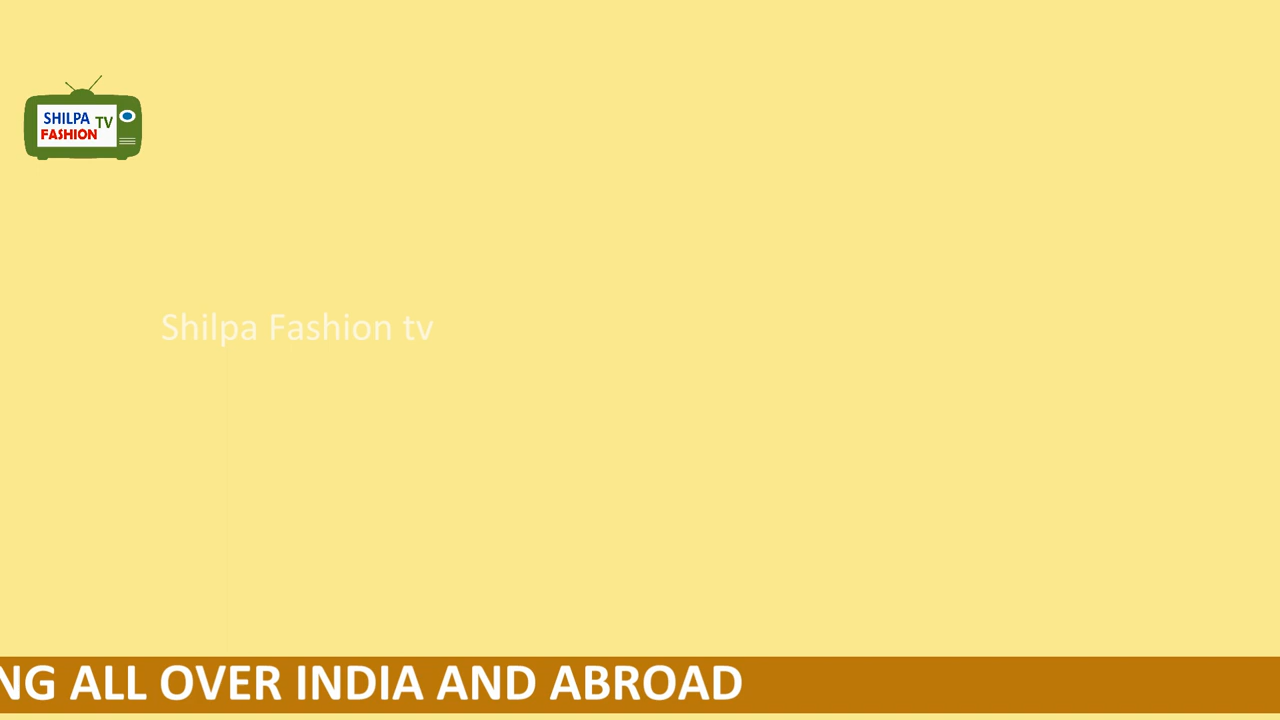 SHILPA TV
FASHION
Shilpa Fashion tv
NG ALL OVER INDIA AND ABROAD